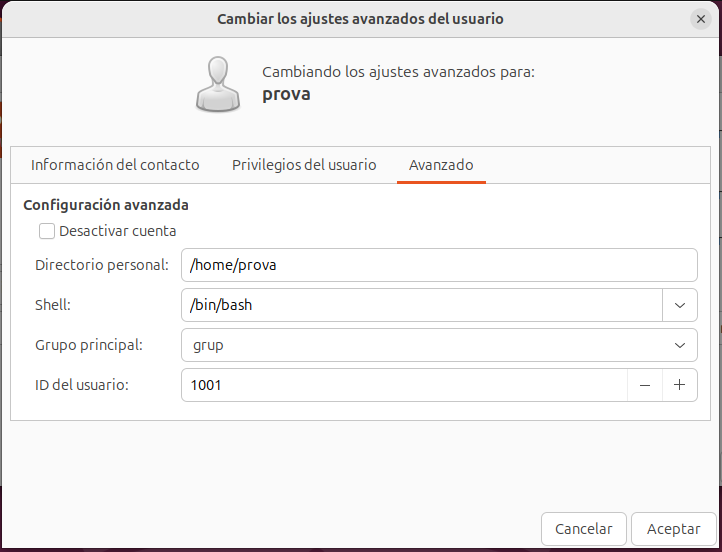 Cambiar los ajustes avanzados del usuario
Cambiando los ajustes avanzados para:
prova
Información del contacto Privilegios del usuario Avanzado
Configuración avanzada
Desactivar cuenta
Directorio personal: /home/prova
Shell: /bin/bash
Grupo principal: grup
ID del usuario: 1001
Cancelar Aceptar